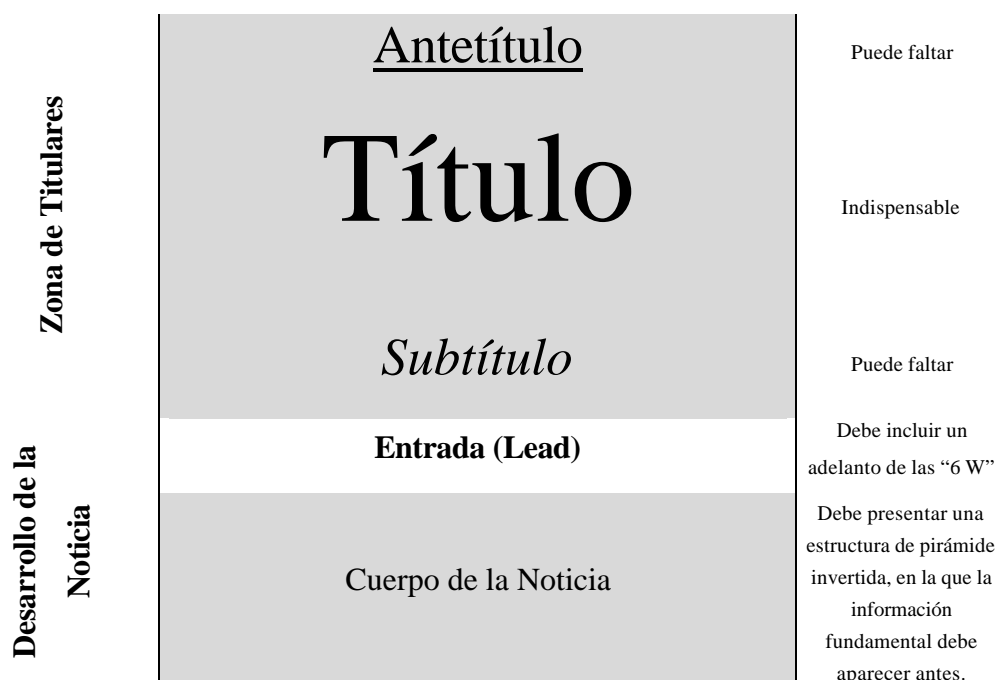 Zona de Titulares
Antetítulo
Puede faltar
Título
Indispensable
Subtítulo
Puede faltar
Desarrollo de la
Noticia
Entrada (Lead)
Debe incluir un
adelanto de las “6 W”
Cuerpo de la Noticia
Debe presentar una
estructura de pirámide
invertida, en la que la
información
fundamental debe
aparecer antes.